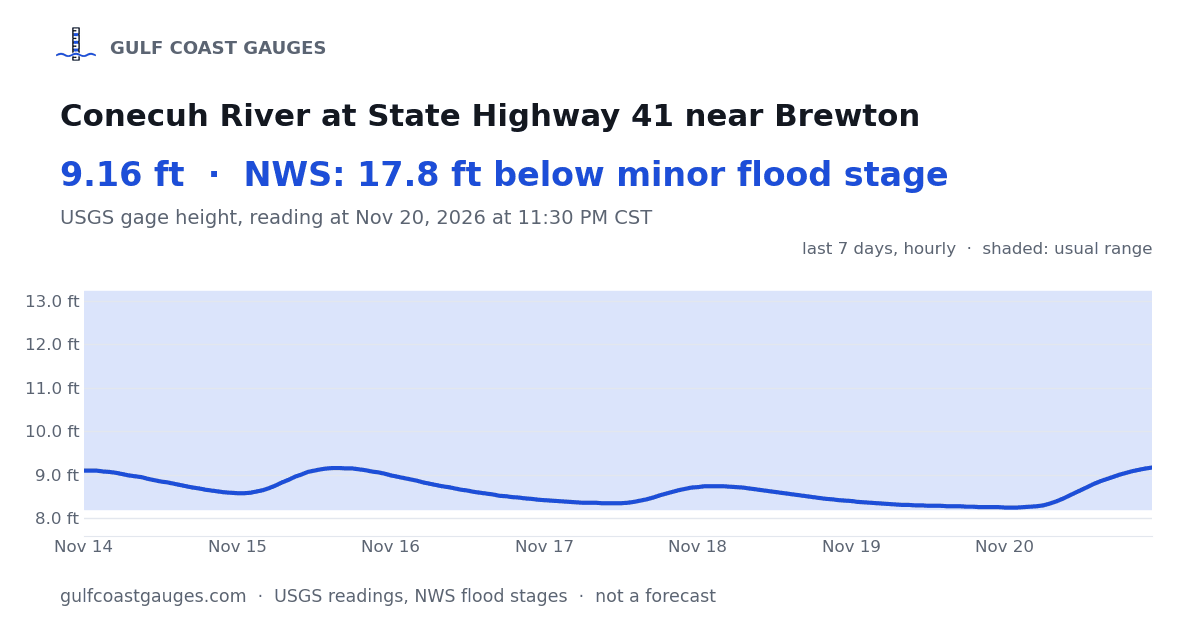 GULF COAST GAUGES
Conecuh River at State Highway 41 near Brewton
9.16 ft · NWS: 17.8 ft below minor flood stage
USGS gage height, reading at Nov 20, 2026 at 11:30 PM CST
last 7 days, hourly · shaded: usual range
13.0 ft
12.0 ft
11.0 ft
10.0 ft
9.0 ft
8.0 ft
Nov 14 Nov 15 Nov 16 Nov 17 Nov 18 Nov 19 Nov 20
gulfcoastgauges.com · USGS readings, NWS flood stages · not a forecast